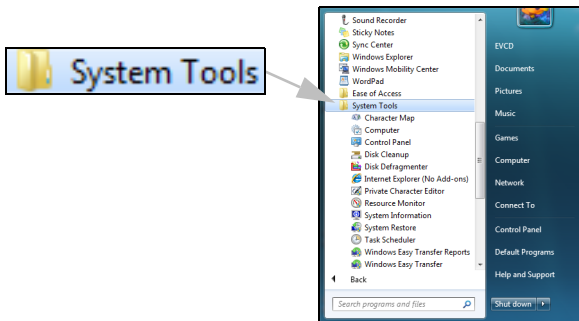 System Tools
Sound Recorder
Sticky Notes
Sync Center
Windows Explorer
Windows Mobility Center
WordPad
Ease of Access
System Tools
Character Map
Computer
Control Panel
Disk Cleanup
Disk Defragmenter
Internet Explorer (No Add-ons)
Private Character Editor
Resource Monitor
System Information
System Restore
Task Scheduler
Windows Easy Transfer Reports
Windows Easy Transfer
Back
Search programs and files
EVCD
Documents
Pictures
Music
Games
Computer
Network
Connect To
Control Panel
Default Programs
Help and Support
Shut down